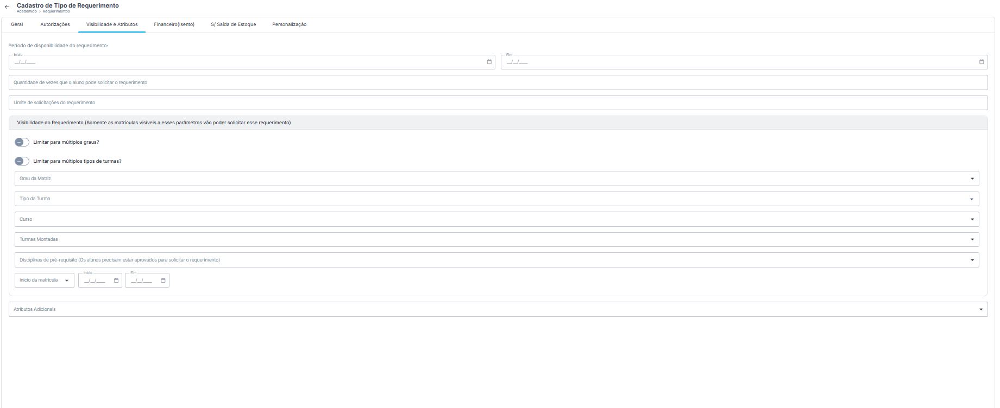 Cadastro de Tipo de Requerimento
Acadêmico > Requerimentos
Geral
Autorizações
Visibilidade e Atributos
Financeiro(Isento)
S/ Saída de Estoque
Personalização
Período de disponibilidade do requerimento:
Início
__/__/____
Fim
__/__/____
Quantidade de vezes que o aluno pode solicitar o requerimento
Limite de solicitações do requerimento
Visibilidade do Requerimento (Somente as matrículas visíveis a esses parâmetros vão poder solicitar esse requerimento)
Limitar para múltiplos graus?
Limitar para múltiplos tipos de turmas?
Grau da Matriz
Tipo da Turma
Curso
Turmas Montadas
Disciplinas de pré-requisito (Os alunos precisam estar aprovados para solicitar o requerimento)
Início da matrícula
Início
__/__/____
Fim
__/__/____
Atributos Adicionais